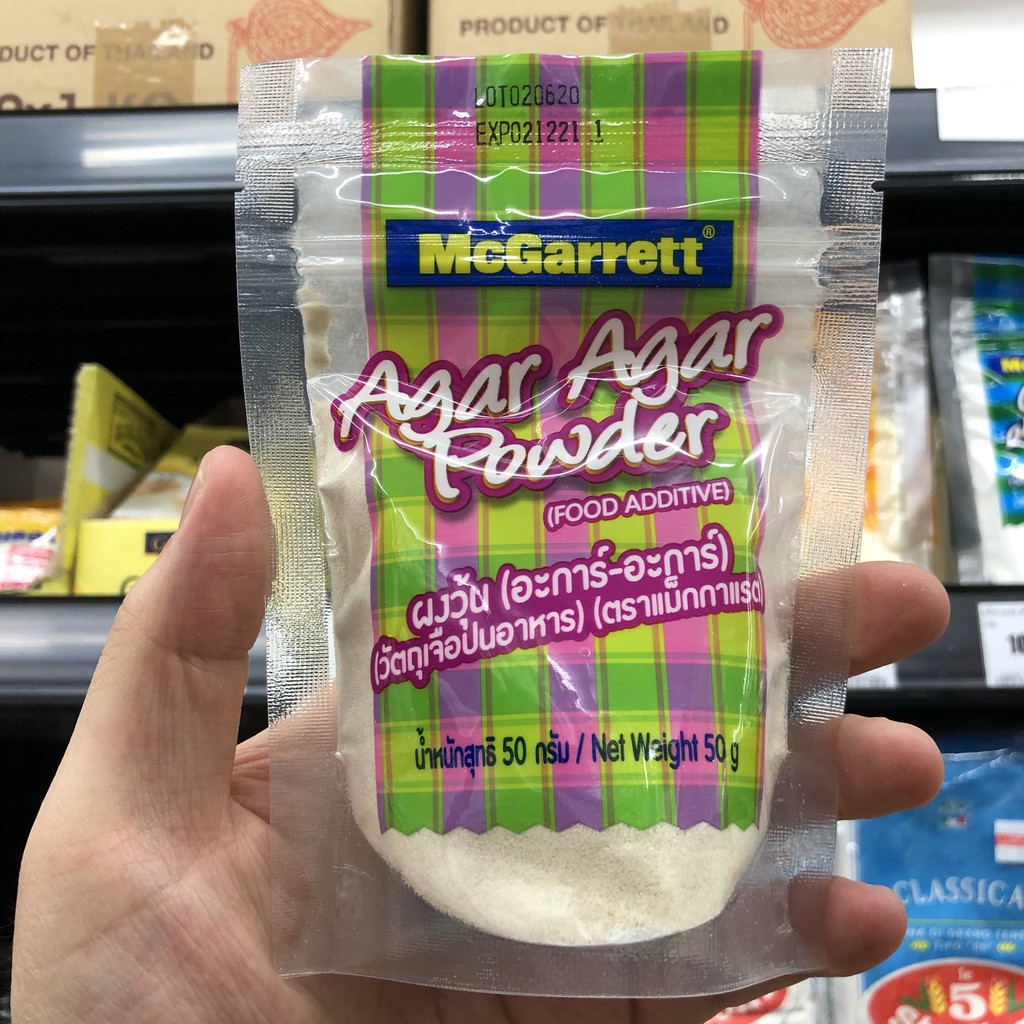 PRODUCT OF THAILAND
PRODUCT OF THAILAND
LOT020620
EXP021221 1
McGarrett®
Agar Agar
Powder
(FOOD ADDITIVE)
ผงวุ้น (อะการ์-อะการ์)
(วัตถุเจือปนอาหาร) (ตราแม็กกาแรต)
น้ำหนักสุทธิ 50 กรัม / Net Weight 50 g
CLASSICA
5